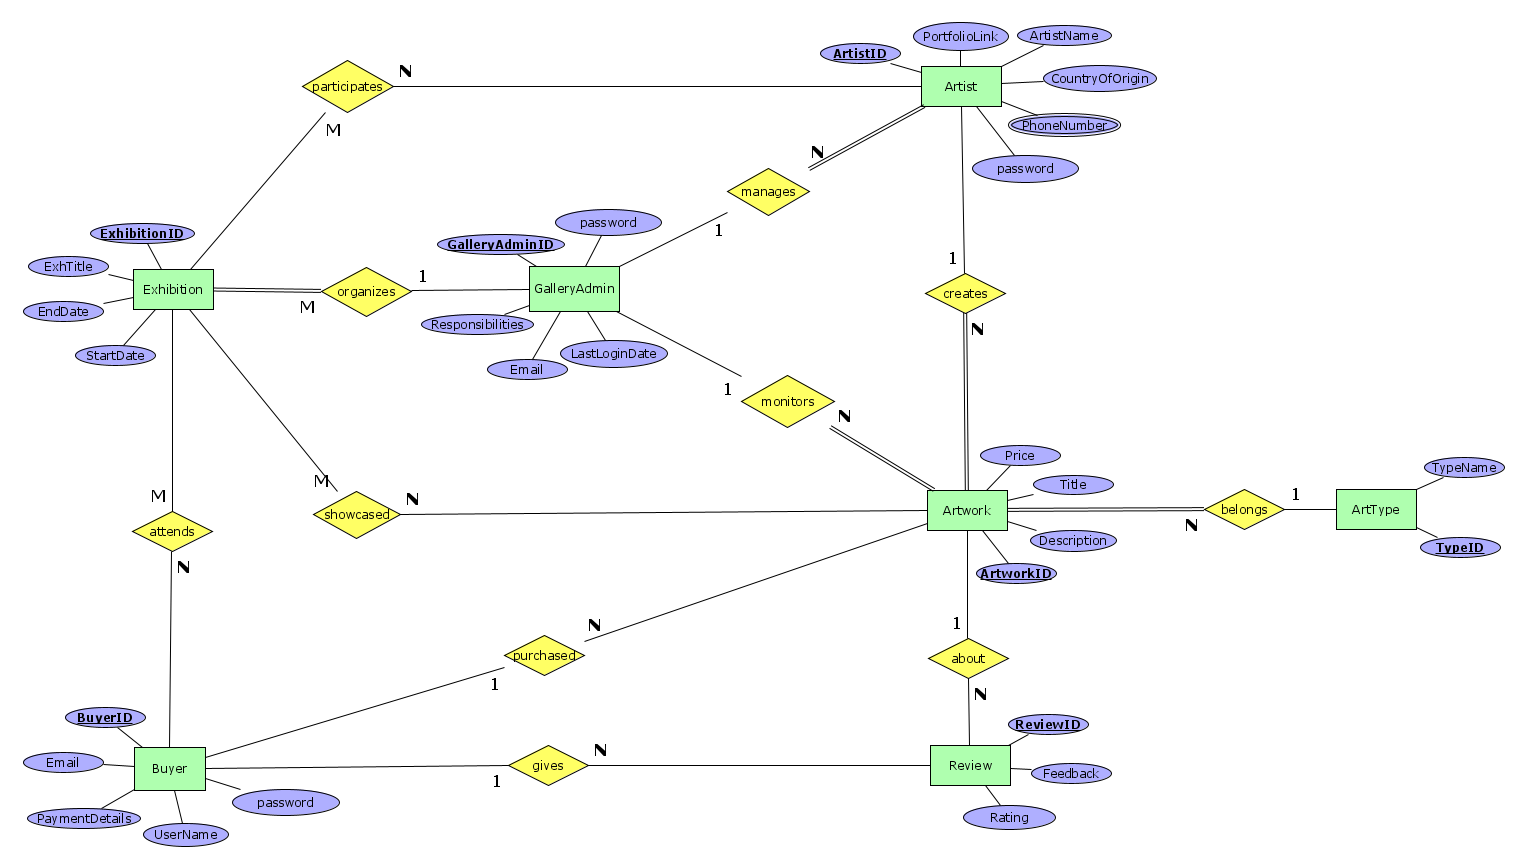 PortfolioLink
ArtistName
ArtistID
N
participates
Artist
CountryOfOrigin
M
PhoneNumber
N
password
manages
1
ExhibitionID
password
GalleryAdminID
1
ExhTitle
1
Exhibition
GalleryAdmin
organizes
creates
M
EndDate
Responsibilities
N
StartDate
LastLoginDate
Email
1
monitors
N
Price
TypeName
M
Title
M
N
1
showcased
Artwork
belongs
ArtType
N
attends
Description
TypeID
N
ArtworkID
N
1
purchased
about
1
N
BuyerID
ReviewID
N
Email
Buyer
gives
Review
Feedback
1
password
PaymentDetails
Rating
UserName